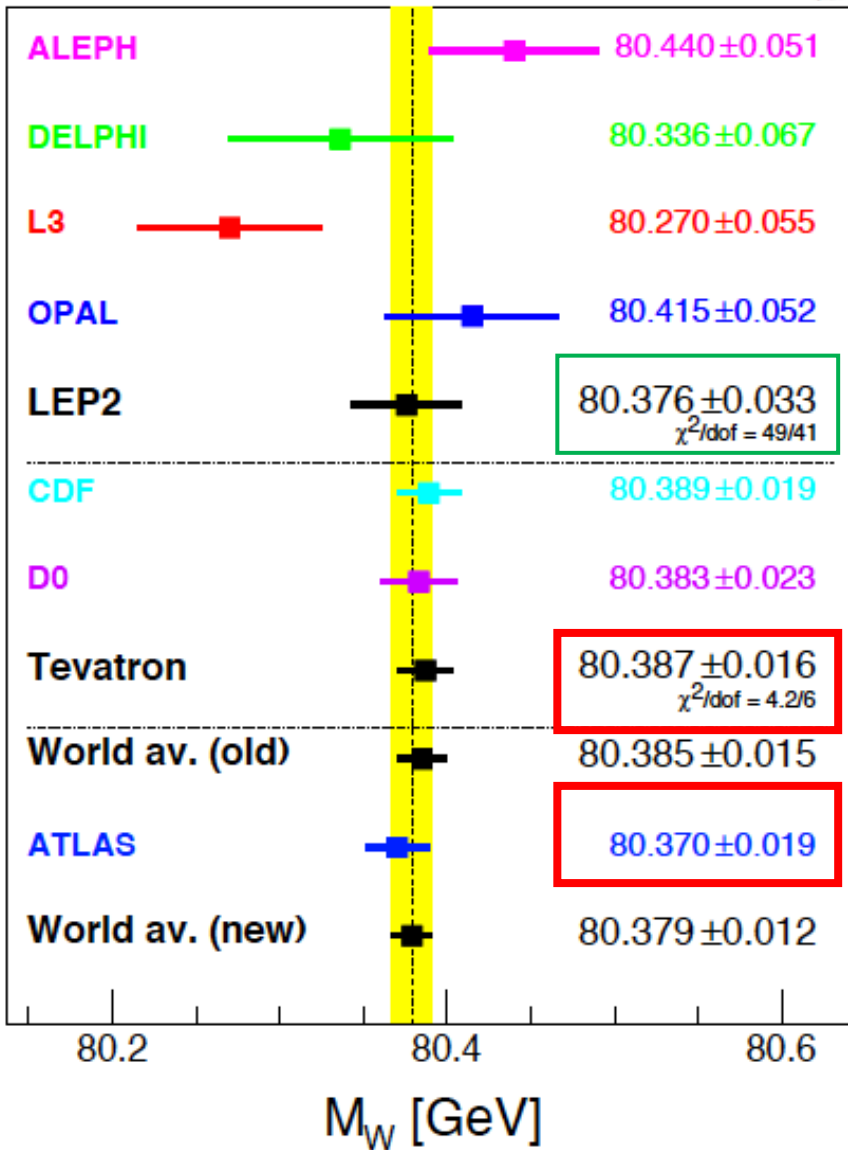 ALEPH 80.440±0.051
DELPHI 80.336±0.067
L3 80.270±0.055
OPAL 80.415±0.052
LEP2 80.376±0.033
χ²/dof = 49/41
CDF 80.389±0.019
D0 80.383±0.023
Tevatron 80.387±0.016
χ²/dof = 4.2/6
World av. (old) 80.385±0.015
ATLAS 80.370±0.019
World av. (new) 80.379±0.012
80.2 80.4 80.6
M_W [GeV]